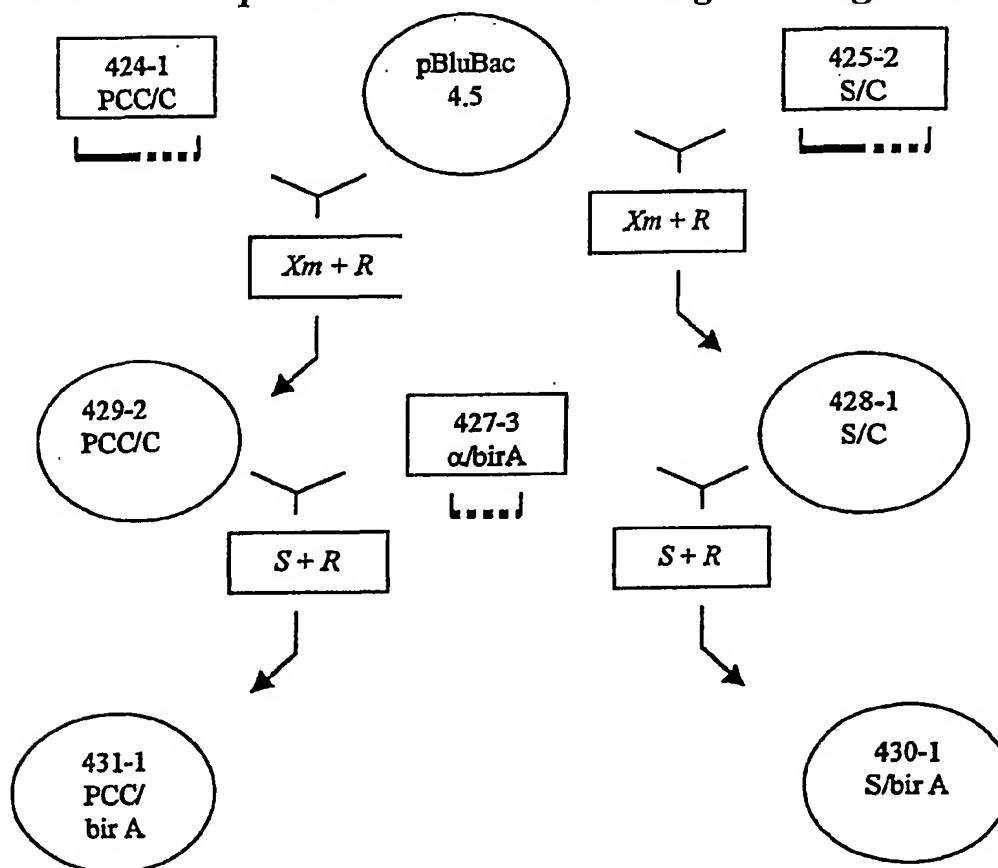 424-1
PCC/C
pBluBac
4.5
425-2
S/C
Xm + R
Xm + R
429-2
PCC/C
427-3
α/birA
428-1
S/C
S + R
S + R
431-1
PCC/
bir A
430-1
S/bir A